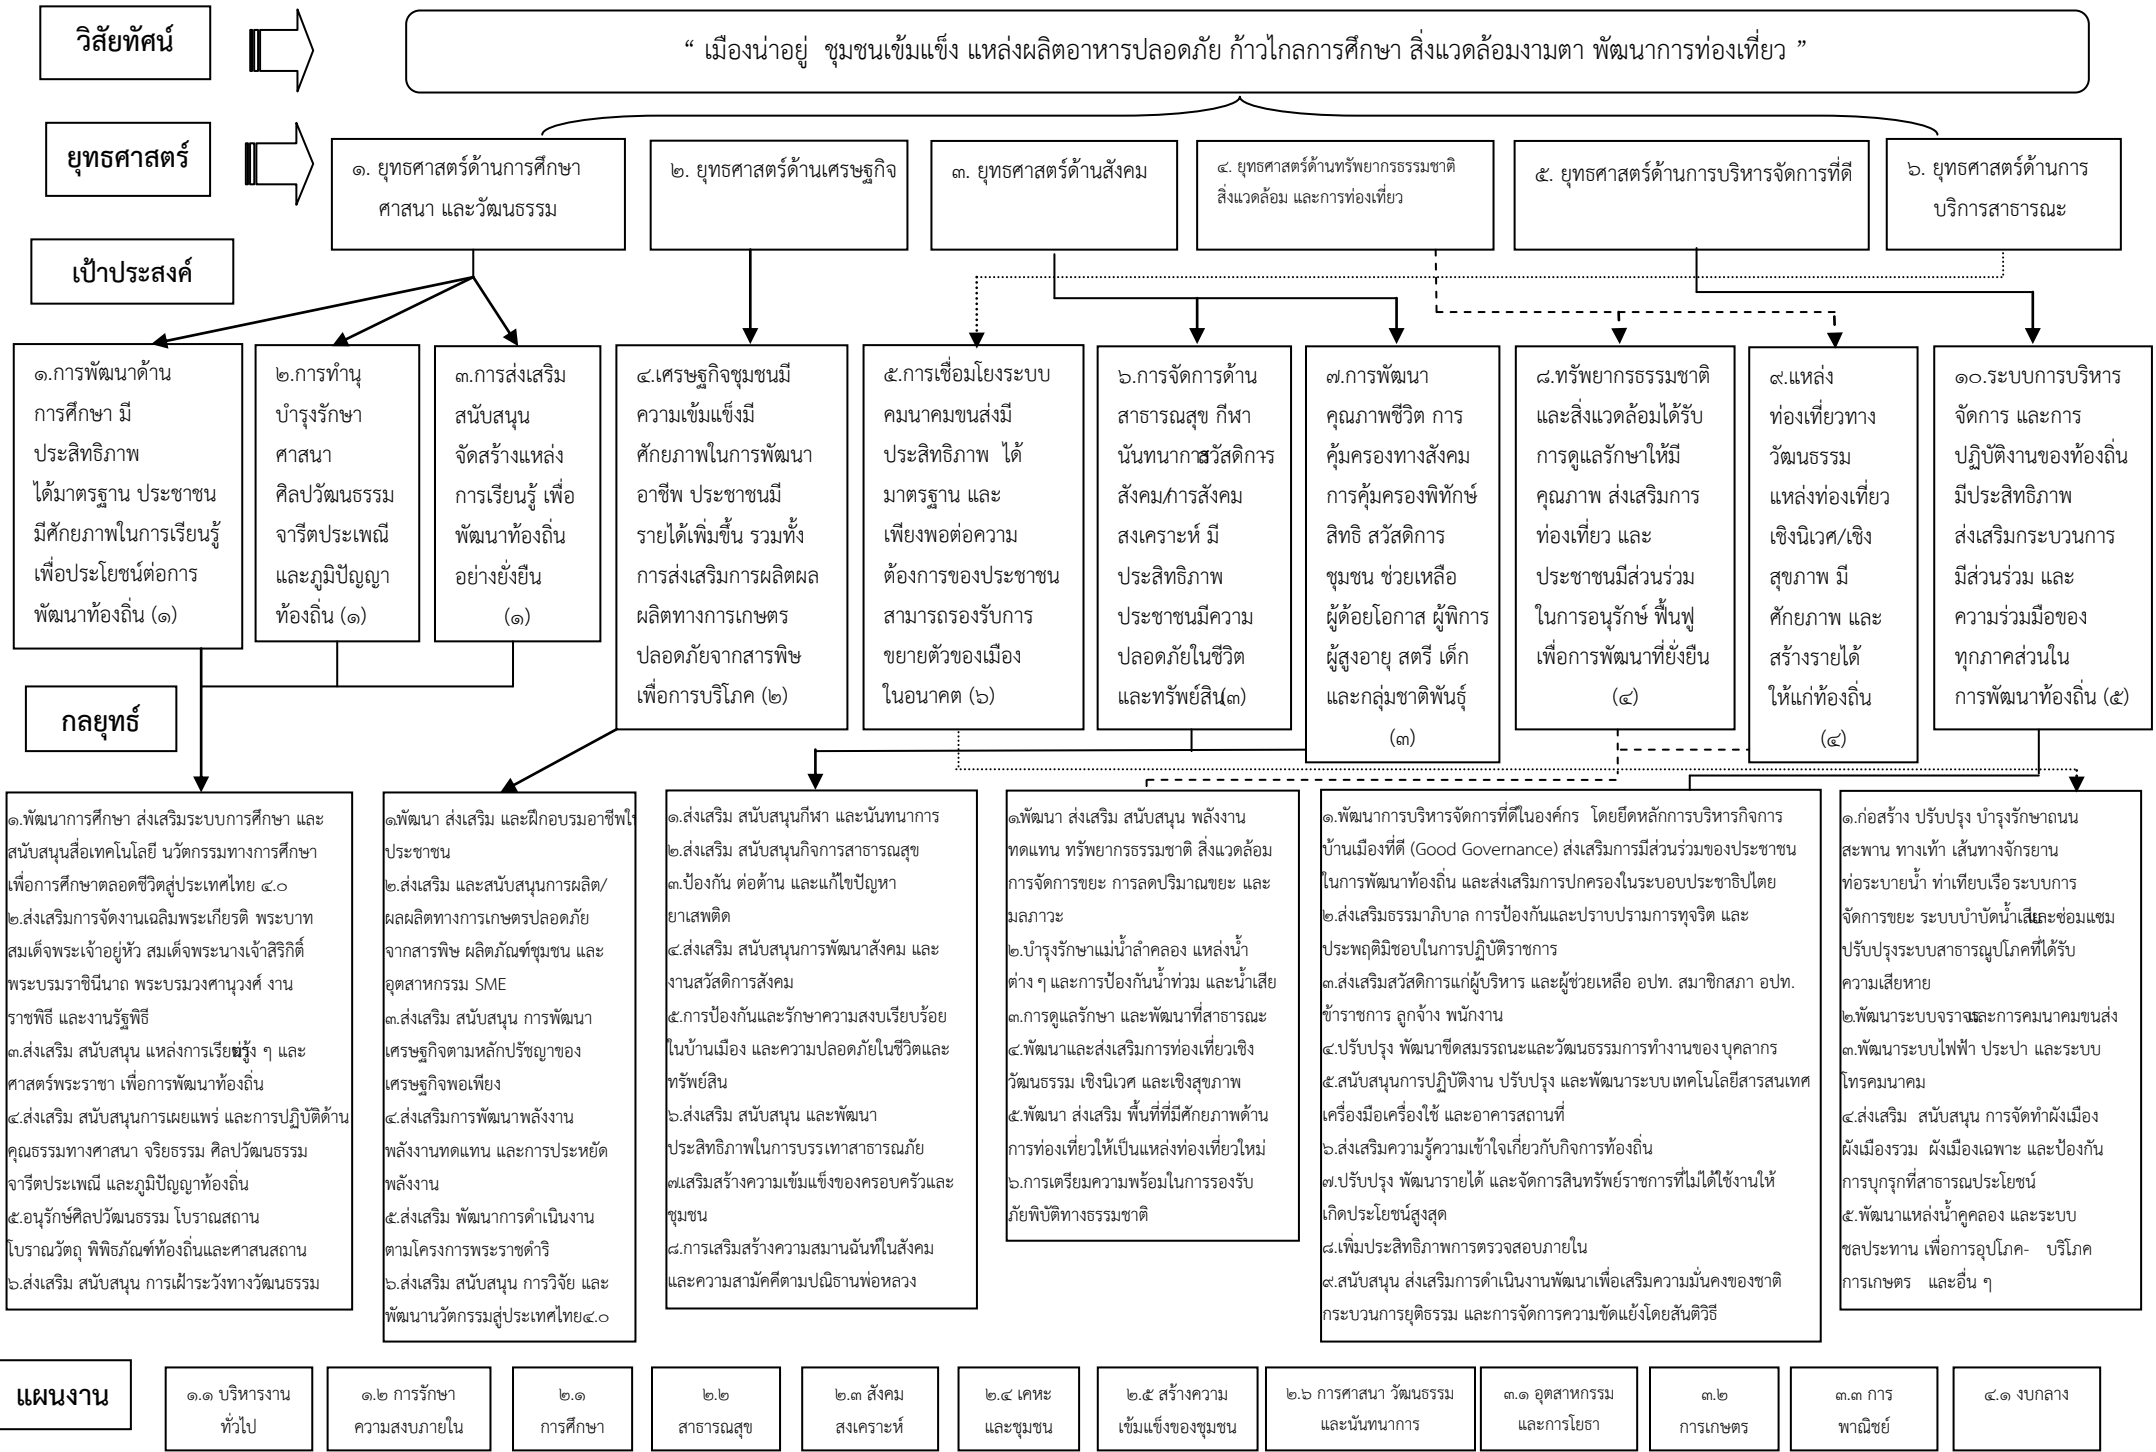 วิสัยทัศน์
“ เมืองน่าอยู่ ชุมชนเข้มแข็ง แหล่งผลิตอาหารปลอดภัย ก้าวไกลการศึกษา สิ่งแวดล้อมงามตา พัฒนาการท่องเที่ยว ”
ยุทธศาสตร์
๑. ยุทธศาสตร์ด้านการศึกษา
ศาสนา และวัฒนธรรม
๒. ยุทธศาสตร์ด้านเศรษฐกิจ
๓. ยุทธศาสตร์ด้านสังคม
๔. ยุทธศาสตร์ด้านทรัพยากรธรรมชาติ
สิ่งแวดล้อม และการท่องเที่ยว
๕. ยุทธศาสตร์ด้านการบริหารจัดการที่ดี
๖. ยุทธศาสตร์ด้านการ
บริการสาธารณะ
เป้าประสงค์
๑.การพัฒนาด้าน
การศึกษา มี
ประสิทธิภาพ
ได้มาตรฐาน ประชาชน
มีศักยภาพในการเรียนรู้
เพื่อประโยชน์ต่อการ
พัฒนาท้องถิ่น (๑)
๒.การทำนุ
บำรุงรักษา
ศาสนา
ศิลปวัฒนธรรม
จารีตประเพณี
และภูมิปัญญา
ท้องถิ่น (๑)
๓.การส่งเสริม
สนับสนุน
จัดสร้างแหล่ง
การเรียนรู้ เพื่อ
พัฒนาท้องถิ่น
อย่างยั่งยืน
(๑)
๔.เศรษฐกิจชุมชนมี
ความเข้มแข็งมี
ศักยภาพในการพัฒนา
อาชีพ ประชาชนมี
รายได้เพิ่มขึ้น รวมทั้ง
การส่งเสริมการผลิตผล
ผลิตทางการเกษตร
ปลอดภัยจากสารพิษ
เพื่อการบริโภค (๒)
๕.การเชื่อมโยงระบบ
คมนาคมขนส่งมี
ประสิทธิภาพ ได้
มาตรฐาน และ
เพียงพอต่อความ
ต้องการของประชาชน
สามารถรองรับการ
ขยายตัวของเมือง
ในอนาคต (๖)
๖.การจัดการด้าน
สาธารณสุข กีฬา
นันทนาการ สวัสดิการ
สังคม/การสังคม
สงเคราะห์ มี
ประสิทธิภาพ
ประชาชนมีความ
ปลอดภัยในชีวิต
และทรัพย์สิน(๓)
๗.การพัฒนา
คุณภาพชีวิต การ
คุ้มครองทางสังคม
การคุ้มครองพิทักษ์
สิทธิ สวัสดิการ
ชุมชน ช่วยเหลือ
ผู้ด้อยโอกาส ผู้พิการ
ผู้สูงอายุ สตรี เด็ก
และกลุ่มชาติพันธุ์
(๓)
๘.ทรัพยากรธรรมชาติ
และสิ่งแวดล้อมได้รับ
การดูแลรักษาให้มี
คุณภาพ ส่งเสริมการ
ท่องเที่ยว และ
ประชาชนมีส่วนร่วม
ในการอนุรักษ์ ฟื้นฟู
เพื่อการพัฒนาที่ยั่งยืน
(๔)
๙.แหล่ง
ท่องเที่ยวทาง
วัฒนธรรม
แหล่งท่องเที่ยว
เชิงนิเวศ/เชิง
สุขภาพ มี
ศักยภาพ และ
สร้างรายได้
ให้แก่ท้องถิ่น
(๔)
๑๐.ระบบการบริหาร
จัดการ และการ
ปฏิบัติงานของท้องถิ่น
มีประสิทธิภาพ
ส่งเสริมกระบวนการ
มีส่วนร่วม และ
ความร่วมมือของ
ทุกภาคส่วนใน
การพัฒนาท้องถิ่น (๕)
กลยุทธ์
๑.พัฒนาการศึกษา ส่งเสริมระบบการศึกษา และ
สนับสนุนสื่อเทคโนโลยี นวัตกรรมทางการศึกษา
เพื่อการศึกษาตลอดชีวิตสู่ประเทศไทย ๔.๐
๒.ส่งเสริมการจัดงานเฉลิมพระเกียรติ พระบาท
สมเด็จพระเจ้าอยู่หัว สมเด็จพระนางเจ้าสิริกิติ์
พระบรมราชินีนาถ พระบรมวงศานุวงศ์ งาน
ราชพิธี และงานรัฐพิธี
๓.ส่งเสริม สนับสนุน แหล่งการเรียนรู้ต่าง ๆ และ
ศาสตร์พระราชา เพื่อการพัฒนาท้องถิ่น
๔.ส่งเสริม สนับสนุนการเผยแพร่ และการปฏิบัติด้าน
คุณธรรมทางศาสนา จริยธรรม ศิลปวัฒนธรรม
จารีตประเพณี และภูมิปัญญาท้องถิ่น
๕.อนุรักษ์ศิลปวัฒนธรรม โบราณสถาน
โบราณวัตถุ พิพิธภัณฑ์ท้องถิ่นและศาสนสถาน
๖.ส่งเสริม สนับสนุน การเฝ้าระวังทางวัฒนธรรม
๑.พัฒนา ส่งเสริม และฝึกอบรมอาชีพให้
ประชาชน
๒.ส่งเสริม และสนับสนุนการผลิต/
ผลผลิตทางการเกษตรปลอดภัย
จากสารพิษ ผลิตภัณฑ์ชุมชน และ
อุตสาหกรรม SME
๓.ส่งเสริม สนับสนุน การพัฒนา
เศรษฐกิจตามหลักปรัชญาของ
เศรษฐกิจพอเพียง
๔.ส่งเสริมการพัฒนาพลังงาน
พลังงานทดแทน และการประหยัด
พลังงาน
๕.ส่งเสริม พัฒนาการดำเนินงาน
ตามโครงการพระราชดำริ
๖.ส่งเสริม สนับสนุน การวิจัย และ
พัฒนานวัตกรรมสู่ประเทศไทย๔.๐
๑.ส่งเสริม สนับสนุนกีฬา และนันทนาการ
๒.ส่งเสริม สนับสนุนกิจการสาธารณสุข
๓.ป้องกัน ต่อต้าน และแก้ไขปัญหา
ยาเสพติด
๔.ส่งเสริม สนับสนุนการพัฒนาสังคม และ
งานสวัสดิการสังคม
๕.การป้องกันและรักษาความสงบเรียบร้อย
ในบ้านเมือง และความปลอดภัยในชีวิตและ
ทรัพย์สิน
๖.ส่งเสริม สนับสนุน และพัฒนา
ประสิทธิภาพในการบรรเทาสาธารณภัย
๗.เสริมสร้างความเข้มแข็งของครอบครัวและ
ชุมชน
๘.การเสริมสร้างความสมานฉันท์ในสังคม
และความสามัคคีตามปณิธานพ่อหลวง
๑.พัฒนา ส่งเสริม สนับสนุน พลังงาน
ทดแทน ทรัพยากรธรรมชาติ สิ่งแวดล้อม
การจัดการขยะ การลดปริมาณขยะ และ
มลภาวะ
๒.บำรุงรักษาแม่น้ำลำคลอง แหล่งน้ำ
ต่าง ๆ และการป้องกันน้ำท่วม และน้ำเสีย
๓.การดูแลรักษา และพัฒนาที่สาธารณะ
๔.พัฒนาและส่งเสริมการท่องเที่ยวเชิง
วัฒนธรรม เชิงนิเวศ และเชิงสุขภาพ
๕.พัฒนา ส่งเสริม พื้นที่ที่มีศักยภาพด้าน
การท่องเที่ยวให้เป็นแหล่งท่องเที่ยวใหม่
๖.การเตรียมความพร้อมในการรองรับ
ภัยพิบัติทางธรรมชาติ
๑.พัฒนาการบริหารจัดการที่ดีในองค์กร โดยยึดหลักการบริหารกิจการ
บ้านเมืองที่ดี (Good Governance) ส่งเสริมการมีส่วนร่วมของประชาชน
ในการพัฒนาท้องถิ่น และส่งเสริมการปกครองในระบอบประชาธิปไตย
๒.ส่งเสริมธรรมาภิบาล การป้องกันและปราบปรามการทุจริต และ
ประพฤติมิชอบในการปฏิบัติราชการ
๓.ส่งเสริมสวัสดิการแก่ผู้บริหาร และผู้ช่วยเหลือ อปท. สมาชิกสภา อปท.
ข้าราชการ ลูกจ้าง พนักงาน
๔.ปรับปรุง พัฒนาขีดสมรรถนะและวัฒนธรรมการทำงานของบุคลากร
๕.สนับสนุนการปฏิบัติงาน ปรับปรุง และพัฒนาระบบเทคโนโลยีสารสนเทศ
เครื่องมือเครื่องใช้ และอาคารสถานที่
๖.ส่งเสริมความรู้ความเข้าใจเกี่ยวกับกิจการท้องถิ่น
๗.ปรับปรุง พัฒนารายได้ และจัดการสินทรัพย์ราชการที่ไม่ได้ใช้งานให้
เกิดประโยชน์สูงสุด
๘.เพิ่มประสิทธิภาพการตรวจสอบภายใน
๙.สนับสนุน ส่งเสริมการดำเนินงานพัฒนาเพื่อเสริมความมั่นคงของชาติ
กระบวนการยุติธรรม และการจัดการความขัดแย้งโดยสันติวิธี
๑.ก่อสร้าง ปรับปรุง บำรุงรักษาถนน
สะพาน ทางเท้า เส้นทางจักรยาน
ท่อระบายน้ำ ท่าเทียบเรือ ระบบการ
จัดการขยะ ระบบบำบัดน้ำเสียและซ่อมแซม
ปรับปรุงระบบสาธารณูปโภคที่ได้รับ
ความเสียหาย
๒.พัฒนาระบบจราจรและการคมนาคมขนส่ง
๓.พัฒนาระบบไฟฟ้า ประปา และระบบ
โทรคมนาคม
๔.ส่งเสริม สนับสนุน การจัดทำผังเมือง
ผังเมืองรวม ผังเมืองเฉพาะ และป้องกัน
การบุกรุกที่สาธารณประโยชน์
๕.พัฒนาแหล่งน้ำคูคลอง และระบบ
ชลประทาน เพื่อการอุปโภค- บริโภค
การเกษตร และอื่น ๆ
แผนงาน
๑.๑ บริหารงาน
ทั่วไป
๑.๒ การรักษา
ความสงบภายใน
๒.๑
การศึกษา
๒.๒
สาธารณสุข
๒.๓ สังคม
สงเคราะห์
๒.๔ เคหะ
และชุมชน
๒.๕ สร้างความ
เข้มแข็งของชุมชน
๒.๖ การศาสนา วัฒนธรรม
และนันทนาการ
๓.๑ อุตสาหกรรม
และการโยธา
๓.๒
การเกษตร
๓.๓ การ
พาณิชย์
๔.๑ งบกลาง